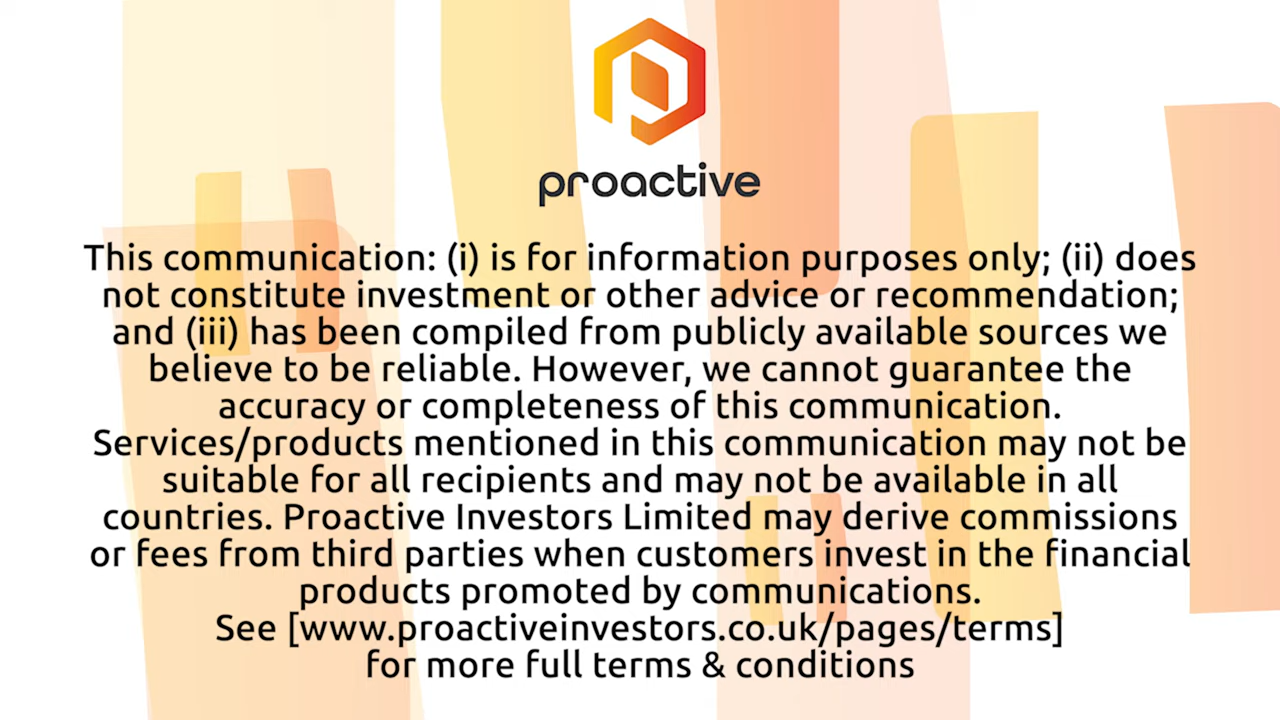 proactive
This communication: (i) is for information purposes only; (ii) does
not constitute investment or other advice or recommendation;
and (iii) has been compiled from publicly available sources we
believe to be reliable. However, we cannot guarantee the
accuracy or completeness of this communication.
Services/products mentioned in this communication may not be
suitable for all recipients and may not be available in all
countries. Proactive Investors Limited may derive commissions
or fees from third parties when customers invest in the financial
products promoted by communications.
See [www.proactiveinvestors.co.uk/pages/terms]
for more full terms & conditions